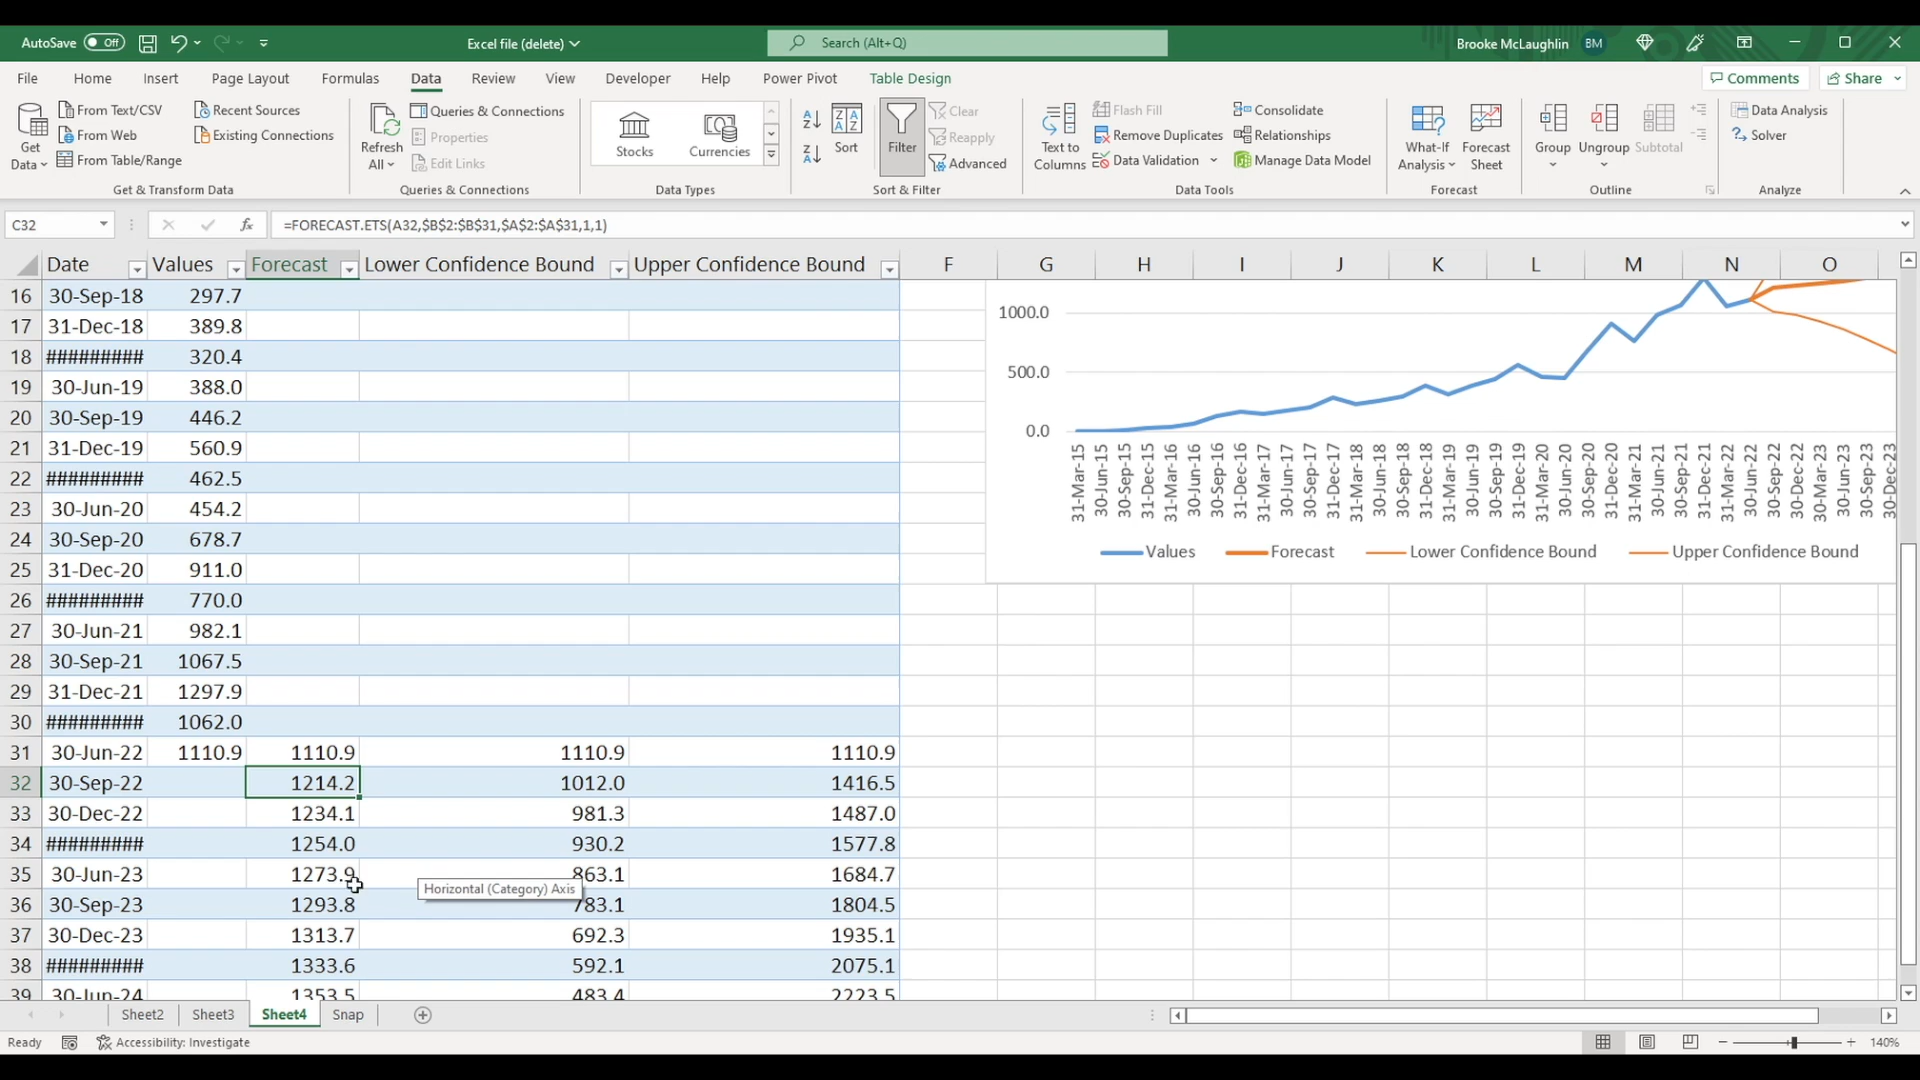 AutoSave Off Excel file (delete) Search (Alt+Q) Brooke McLaughlin BM
File Home Insert Page Layout Formulas Data Review View Developer Help Power Pivot Table Design Comments Share
Get Data
From Text/CSV
From Web
From Table/Range
Recent Sources
Existing Connections
Get & Transform Data
Refresh All
Queries & Connections
Properties
Edit Links
Queries & Connections
Stocks Currencies
Data Types
Sort
Filter
Clear
Reapply
Advanced
Sort & Filter
Text to Columns
Flash Fill
Remove Duplicates
Data Validation
Consolidate
Relationships
Manage Data Model
Data Tools
What-If Analysis
Forecast Sheet
Forecast
Group Ungroup Subtotal
Outline
Data Analysis
Solver
Analyze
C32 fx =FORECAST.ETS(A32,$B$2:$B$31,$A$2:$A$31,1,1)
Date Values Forecast Lower Confidence Bound Upper Confidence Bound F G H I J K L M N O
16 30-Sep-18 297.7
17 31-Dec-18 389.8
18 ######### 320.4
19 30-Jun-19 388.0
20 30-Sep-19 446.2
21 31-Dec-19 560.9
22 ######### 462.5
23 30-Jun-20 454.2
24 30-Sep-20 678.7
25 31-Dec-20 911.0
26 ######### 770.0
27 30-Jun-21 982.1
28 30-Sep-21 1067.5
29 31-Dec-21 1297.9
30 ######### 1062.0
31 30-Jun-22 1110.9 1110.9 1110.9 1110.9
32 30-Sep-22 1214.2 1012.0 1416.5
33 30-Dec-22 1234.1 981.3 1487.0
34 ######### 1254.0 930.2 1577.8
35 30-Jun-23 1273.9 863.1 1684.7
Horizontal (Category) Axis
36 30-Sep-23 1293.8 783.1 1804.5
37 30-Dec-23 1313.7 692.3 1935.1
38 ######### 1333.6 592.1 2075.1
39 30-Jun-24 1353.5 483.4 2223.5
1000.0
500.0
0.0
31-Mar-15
30-Jun-15
30-Sep-15
31-Dec-15
31-Mar-16
30-Jun-16
30-Sep-16
31-Dec-16
31-Mar-17
30-Jun-17
30-Sep-17
31-Dec-17
31-Mar-18
30-Jun-18
30-Sep-18
31-Dec-18
31-Mar-19
30-Jun-19
30-Sep-19
31-Dec-19
31-Mar-20
30-Jun-20
30-Sep-20
31-Dec-20
31-Mar-21
30-Jun-21
30-Sep-21
31-Dec-21
31-Mar-22
30-Jun-22
30-Sep-22
30-Dec-22
30-Mar-23
30-Jun-23
30-Sep-23
30-Dec-23
Values Forecast Lower Confidence Bound Upper Confidence Bound
Sheet2 Sheet3 Sheet4 Snap
Ready Accessibility: Investigate 140%